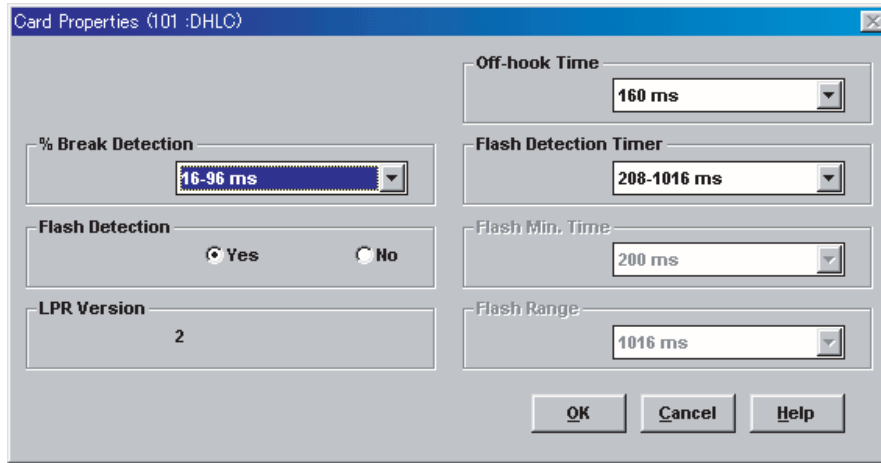 Card Properties (101 :DHLC)
Off-hook Time
160 ms
% Break Detection
16-96 ms
Flash Detection Timer
208-1016 ms
Flash Detection
Yes No
Flash Min. Time
200 ms
LPR Version
2
Flash Range
1016 ms
OK Cancel Help